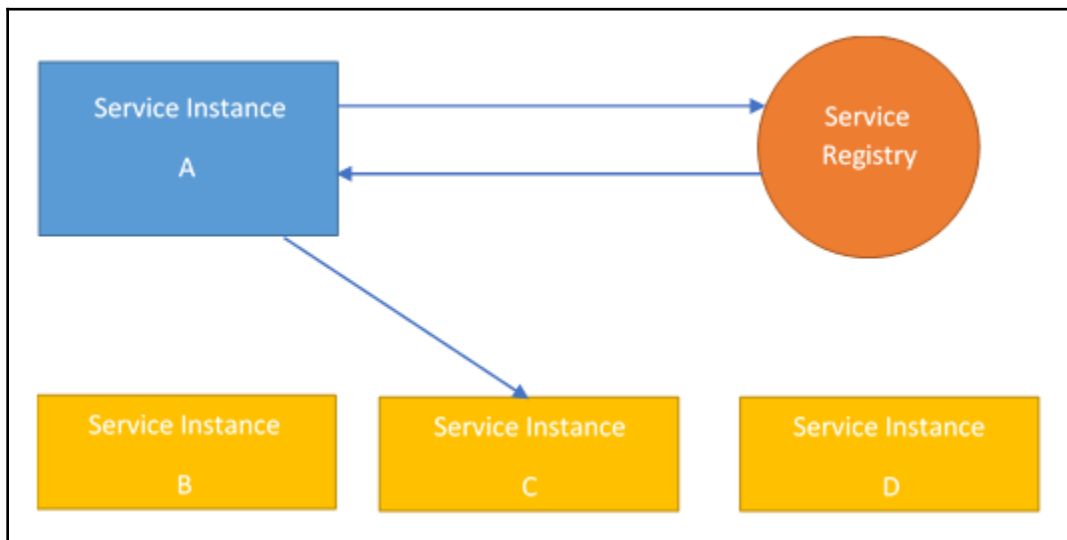 Service Instance
A
Service
Registry
Service Instance
B
Service Instance
C
Service Instance
D